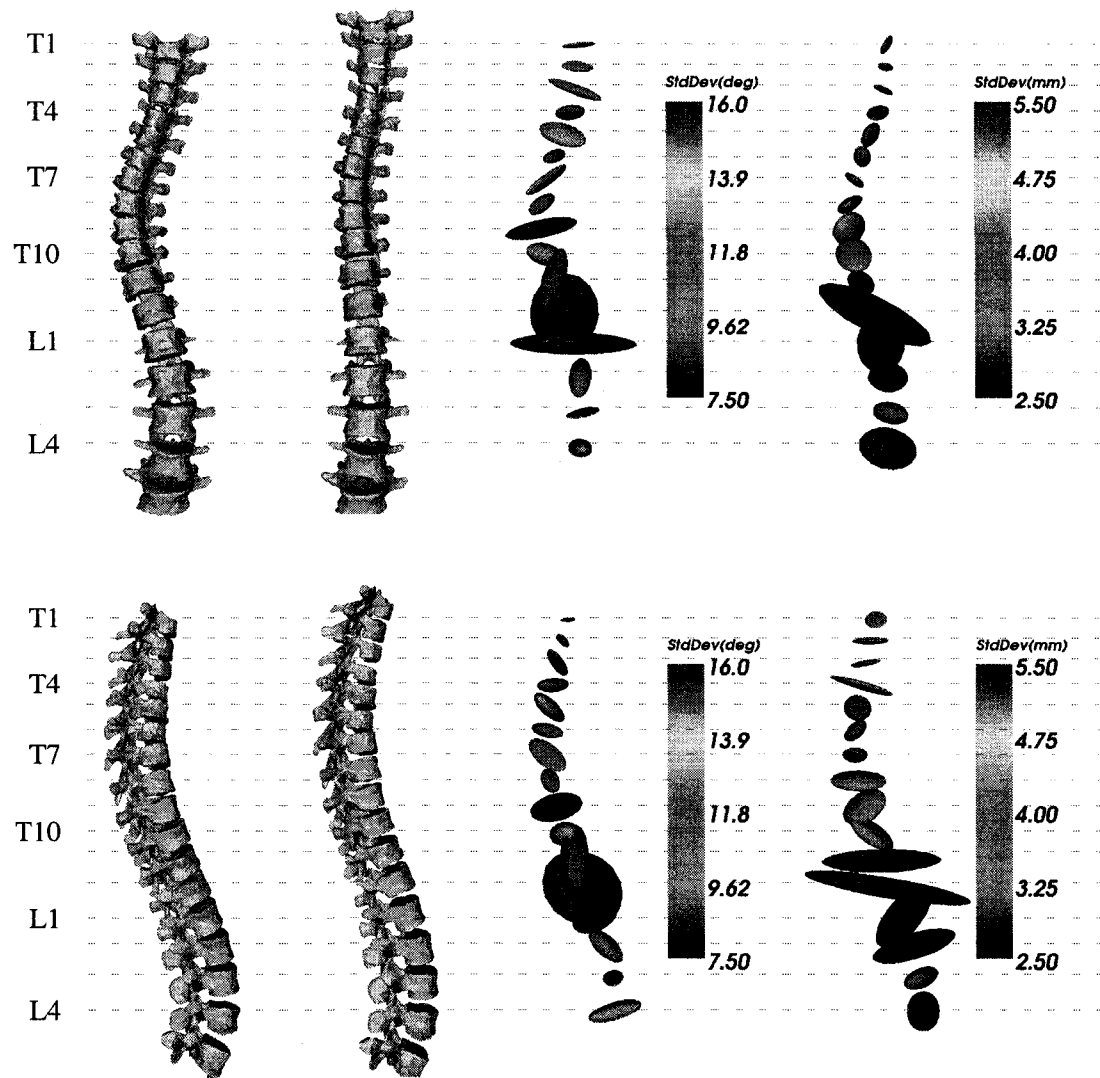 T1
T4
T7
T10
L1
L4
StdDev(deg)
16.0
13.9
11.8
9.62
7.50
StdDev(mm)
5.50
4.75
4.00
3.25
2.50
T1
T4
T7
T10
L1
L4
StdDev(deg)
16.0
13.9
11.8
9.62
7.50
StdDev(mm)
5.50
4.75
4.00
3.25
2.50